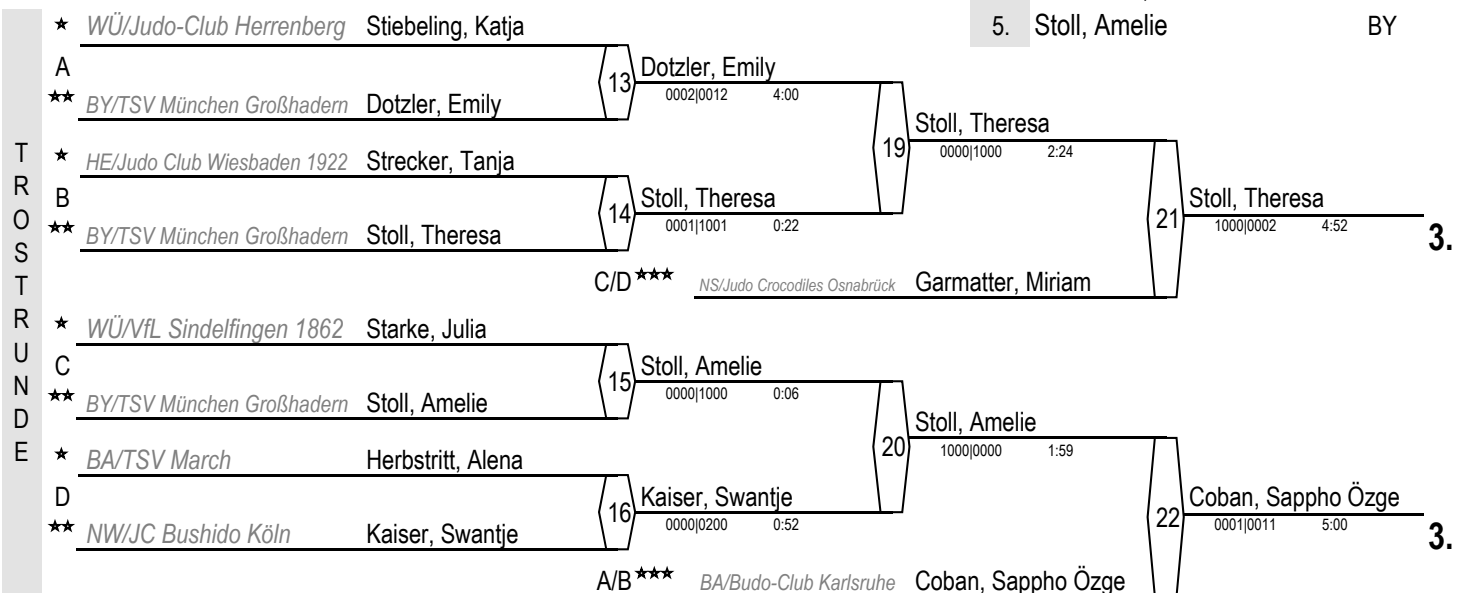 ★ WÜ/Judo-Club Herrenberg Stiebeling, Katja
5. Stoll, Amelie BY
A
13 Dotzler, Emily
0002|0012 4:00
★★ BY/TSV München Großhadern Dotzler, Emily
19 Stoll, Theresa
0000|1000 2:24
TROSTRUNDE
★ HE/Judo Club Wiesbaden 1922 Strecker, Tanja
B
14 Stoll, Theresa
0001|1001 0:22
21 Stoll, Theresa
1000|0002 4:52
3.
★★ BY/TSV München Großhadern Stoll, Theresa
C/D ★★★ NS/Judo Crocodiles Osnabrück Garmatter, Miriam
★ WÜ/VfL Sindelfingen 1862 Starke, Julia
C
15 Stoll, Amelie
0000|1000 0:06
★★ BY/TSV München Großhadern Stoll, Amelie
20 Stoll, Amelie
1000|0000 1:59
★ BA/TSV March Herbstritt, Alena
D
16 Kaiser, Swantje
0000|0200 0:52
22 Coban, Sappho Özge
0001|0011 5:00
3.
★★ NW/JC Bushido Köln Kaiser, Swantje
A/B ★★★ BA/Budo-Club Karlsruhe Coban, Sappho Özge